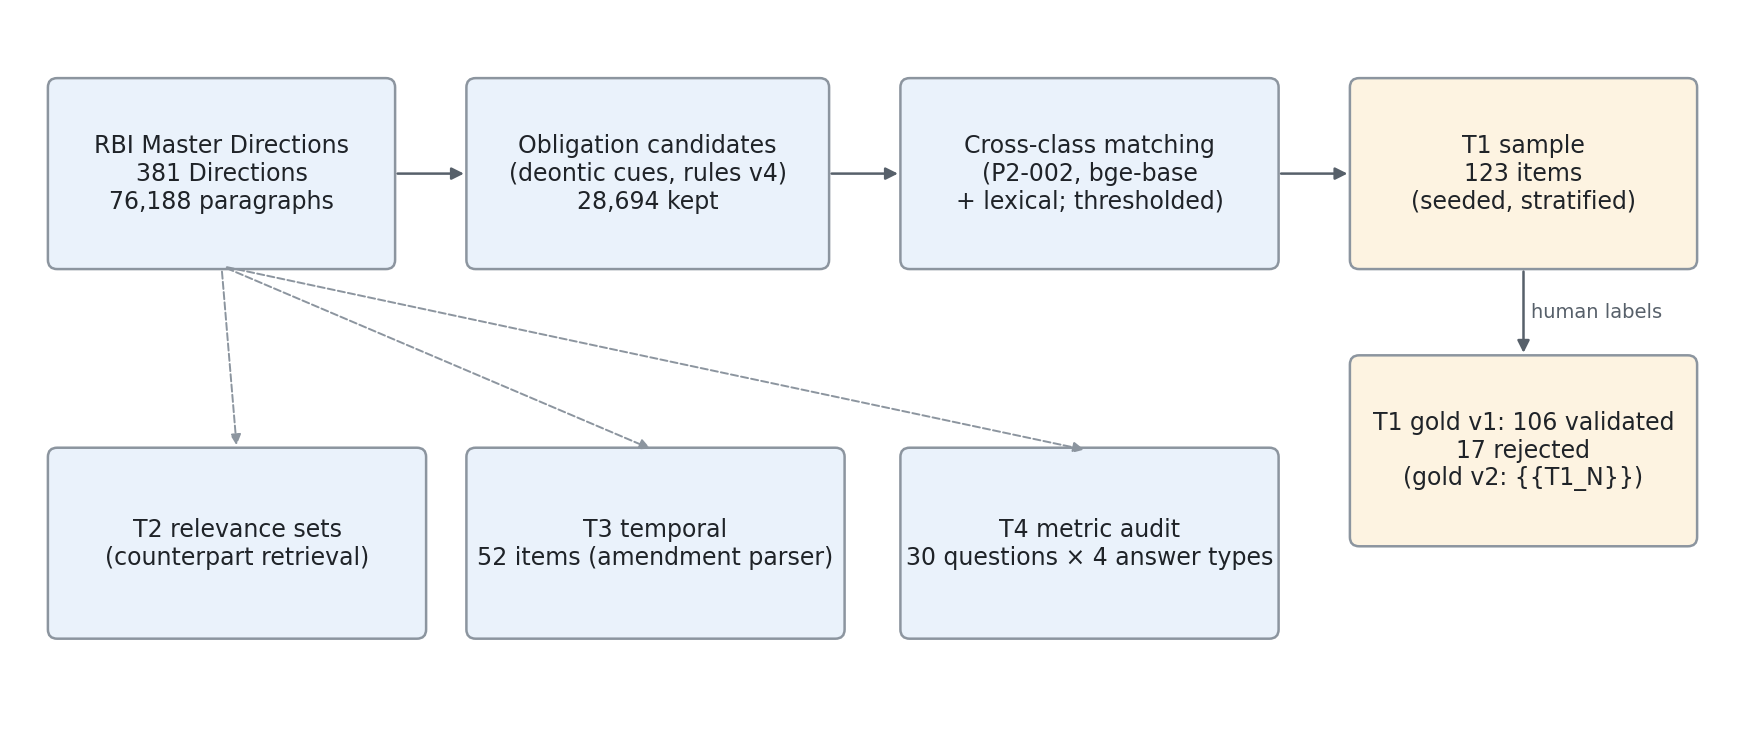 RBI Master Directions
381 Directions
76,188 paragraphs
Obligation candidates
(deontic cues, rules v4)
28,694 kept
Cross-class matching
(P2-002, bge-base
+ lexical; thresholded)
T1 sample
123 items
(seeded, stratified)
human labels
T1 gold v1: 106 validated
17 rejected
(gold v2: {{T1_N}})
T2 relevance sets
(counterpart retrieval)
T3 temporal
52 items (amendment parser)
T4 metric audit
30 questions × 4 answer types